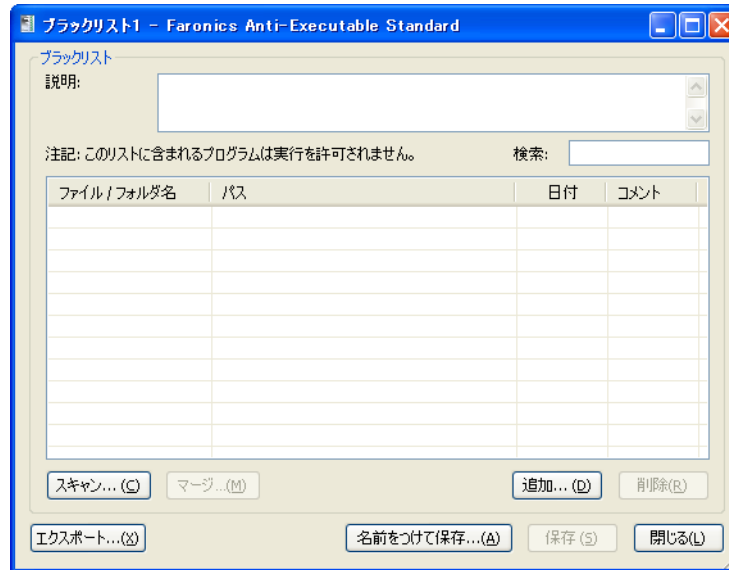 ブラックリスト1 - Faronics Anti-Executable Standard
ブラックリスト
説明:
注記: このリストに含まれるプログラムは実行を許可されません。 検索:
ファイル / フォルダ名 パス 日付 コメント
スキャン... (C) マージ...(M) 追加... (D) 削除(R)
エクスポート...(X) 名前をつけて保存...(A) 保存 (S) 閉じる(L)